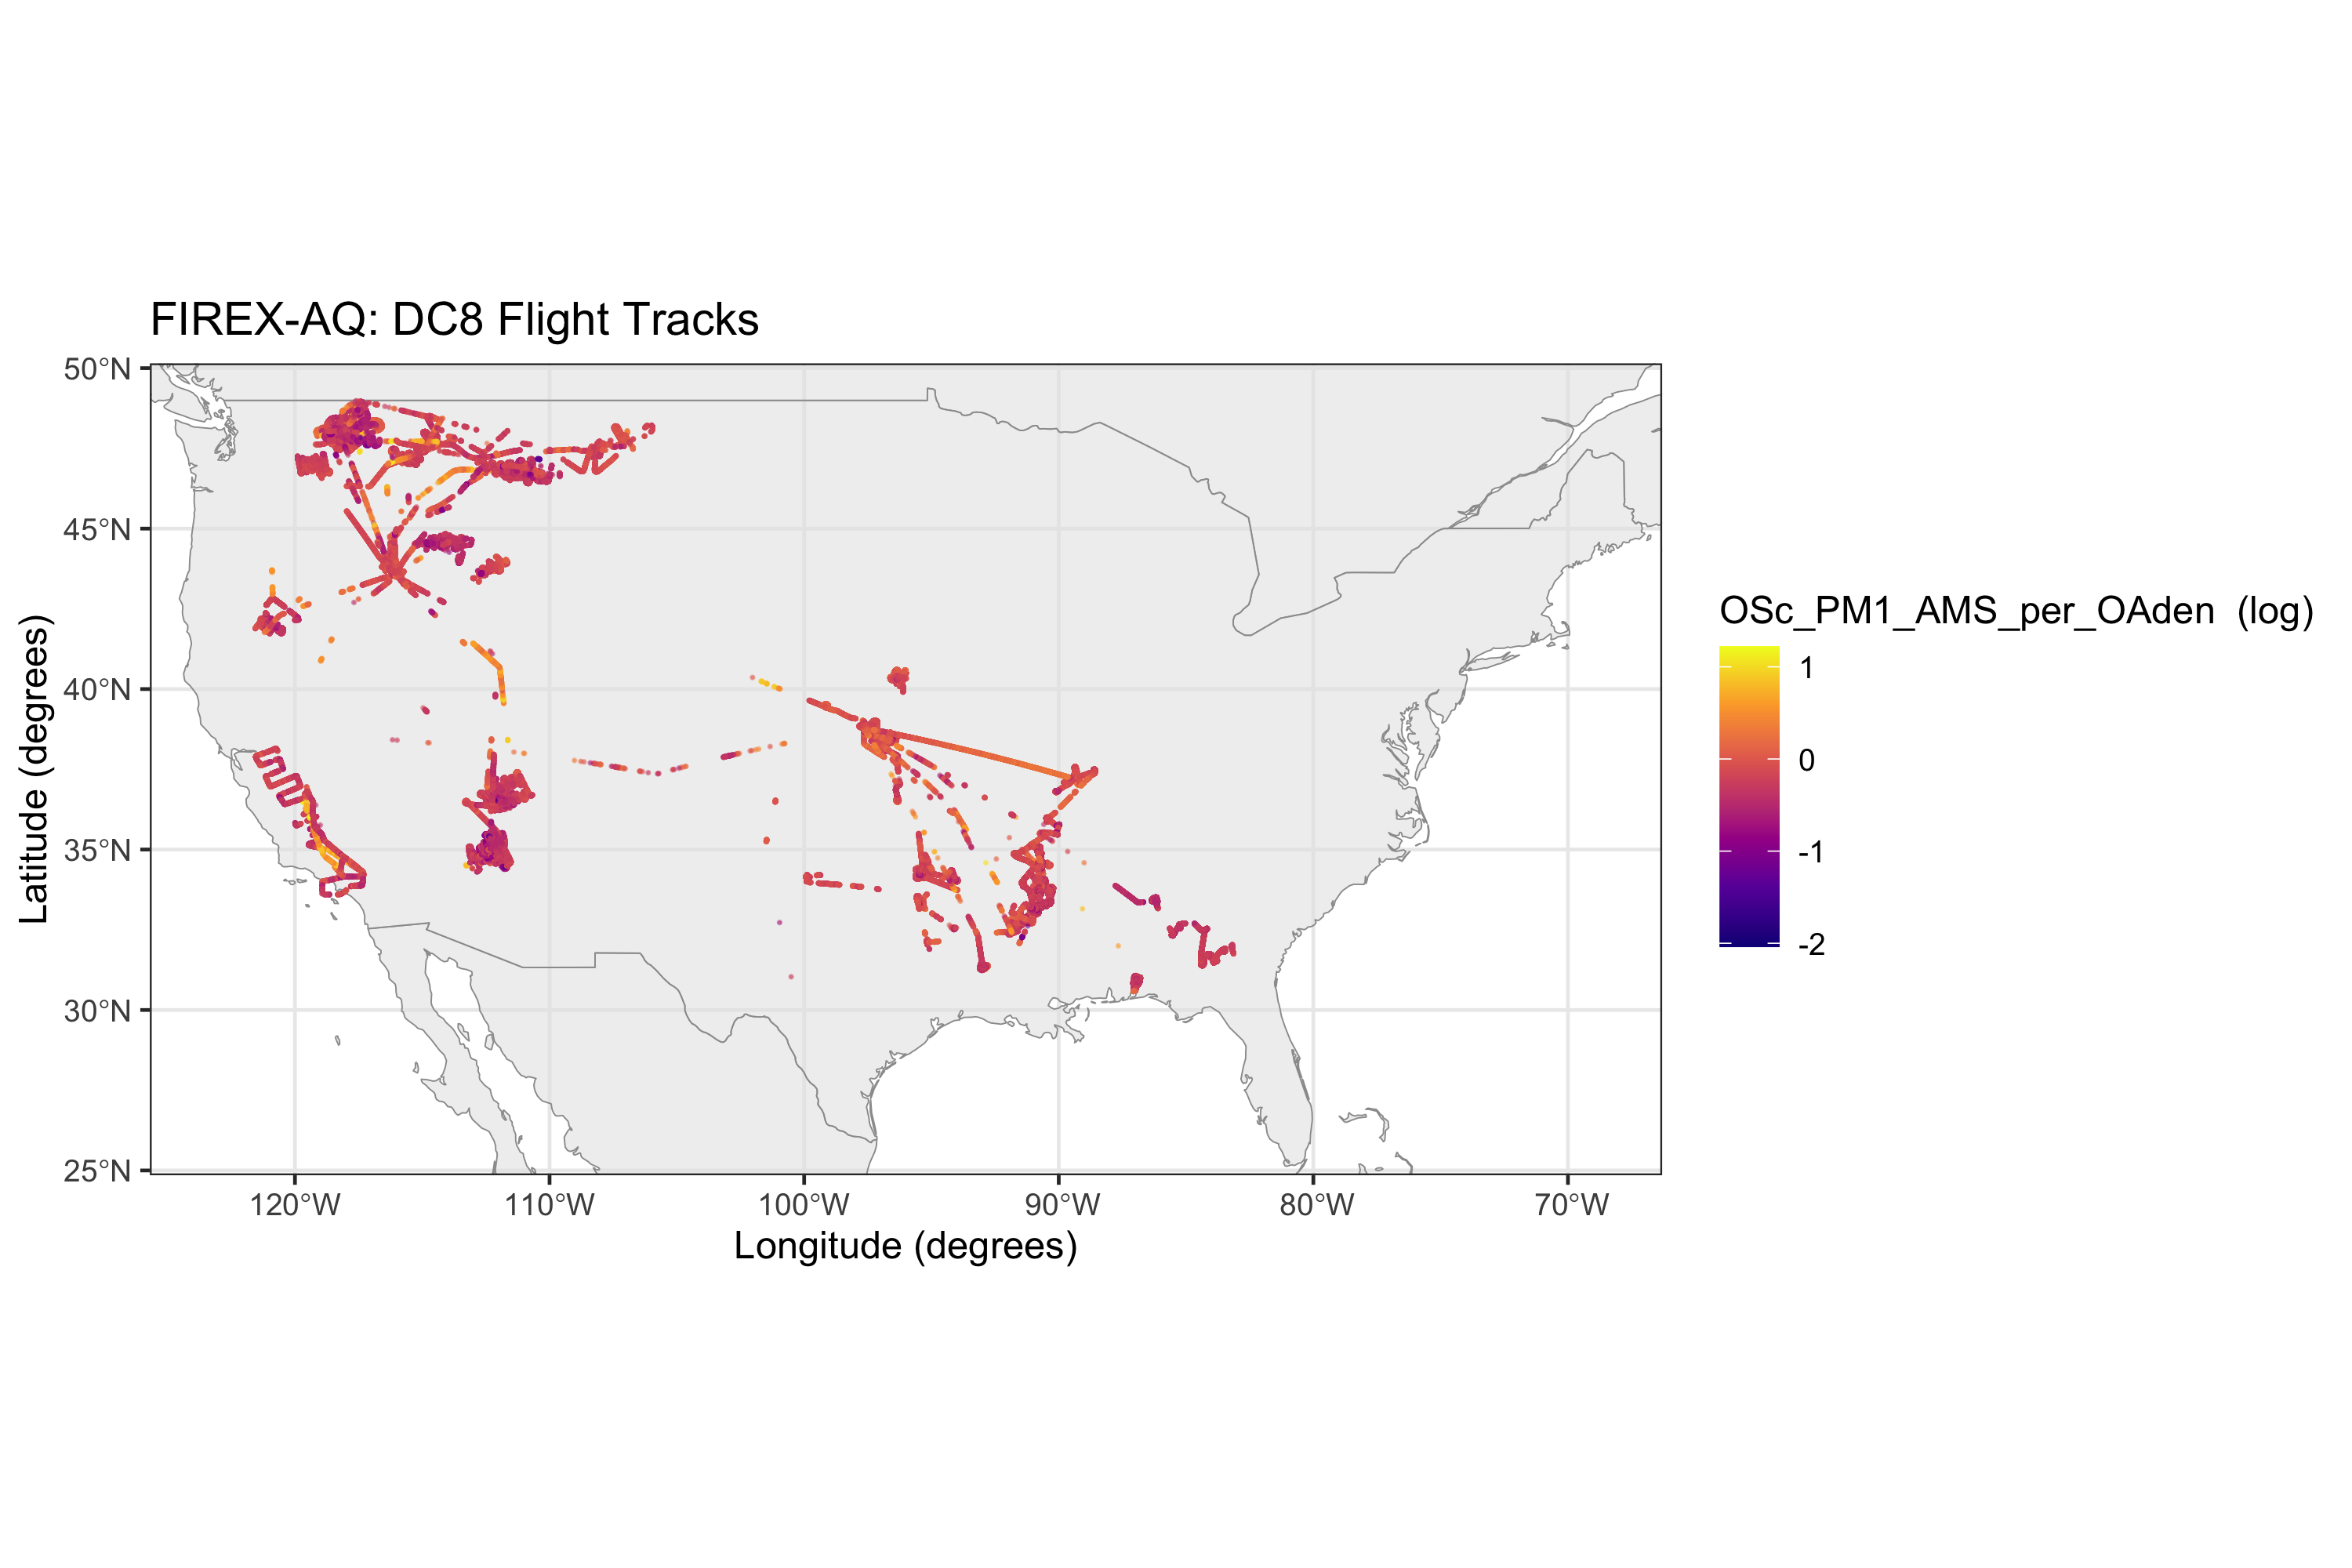 FIREX-AQ: DC8 Flight Tracks
50°N
45°N
40°N
35°N
30°N
25°N
Latitude (degrees)
120°W
110°W
100°W
90°W
80°W
70°W
Longitude (degrees)
OSc_PM1_AMS_per_OAden (log)
1
0
-1
-2